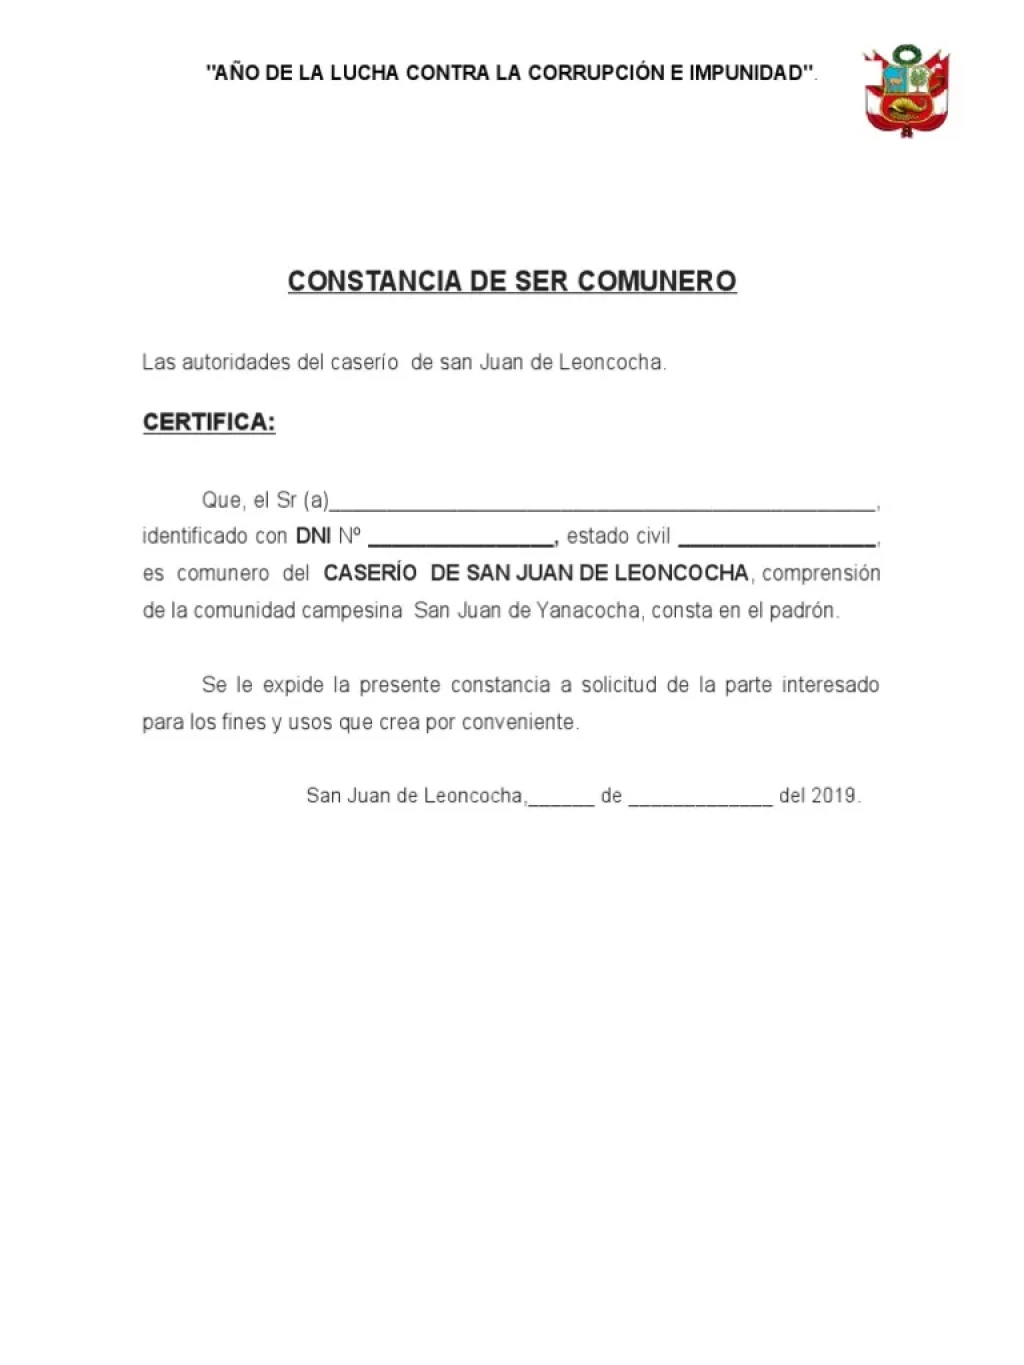 "AÑO DE LA LUCHA CONTRA LA CORRUPCIÓN E IMPUNIDAD".
CONSTANCIA DE SER COMUNERO
Las autoridades del caserío de san Juan de Leoncocha.
CERTIFICA:
Que, el Sr (a)______________________________________________,
identificado con DNI Nº ________________, estado civil _________________,
es comunero del CASERÍO DE SAN JUAN DE LEONCOCHA, comprensión
de la comunidad campesina San Juan de Yanacocha, consta en el padrón.
Se le expide la presente constancia a solicitud de la parte interesado
para los fines y usos que crea por conveniente.
San Juan de Leoncocha,______ de _____________ del 2019.